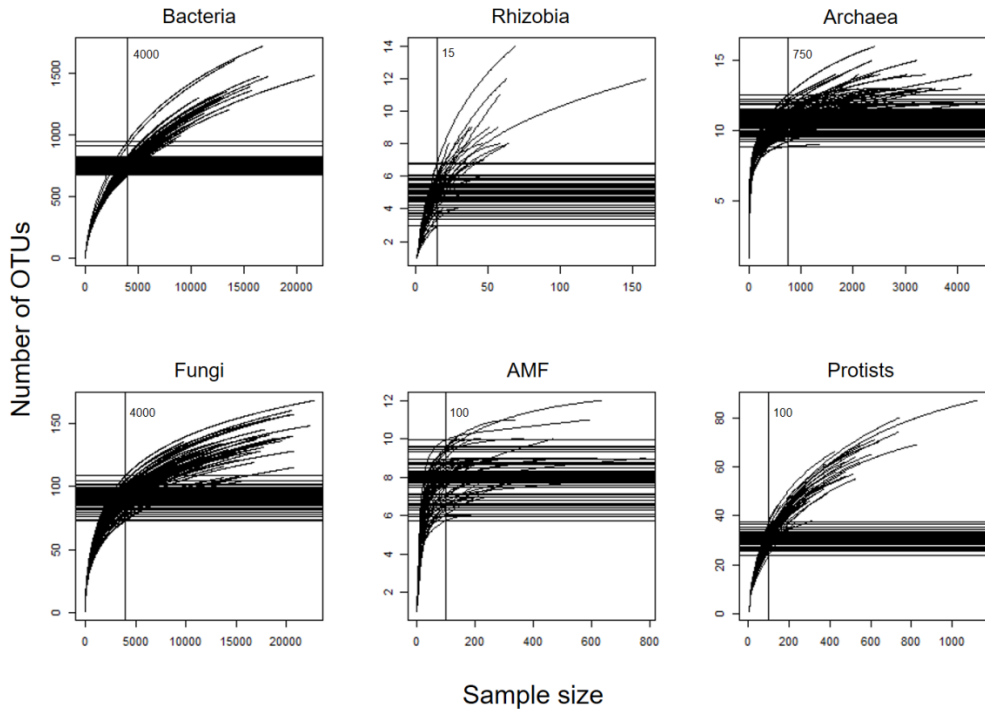 Bacteria
Rhizobia
Archaea
4000
15
750
0 500 1000 1500
2 4 6 8 10 12 14
5 10 15
0 5000 10000 15000 20000
0 50 100 150
0 1000 2000 3000 4000
Number of OTUs
Fungi
AMF
Protists
4000
100
100
0 50 100 150
2 4 6 8 10 12
0 20 40 60 80
0 5000 10000 15000 20000
0 200 400 600 800
0 200 400 600 800 1000
Sample size